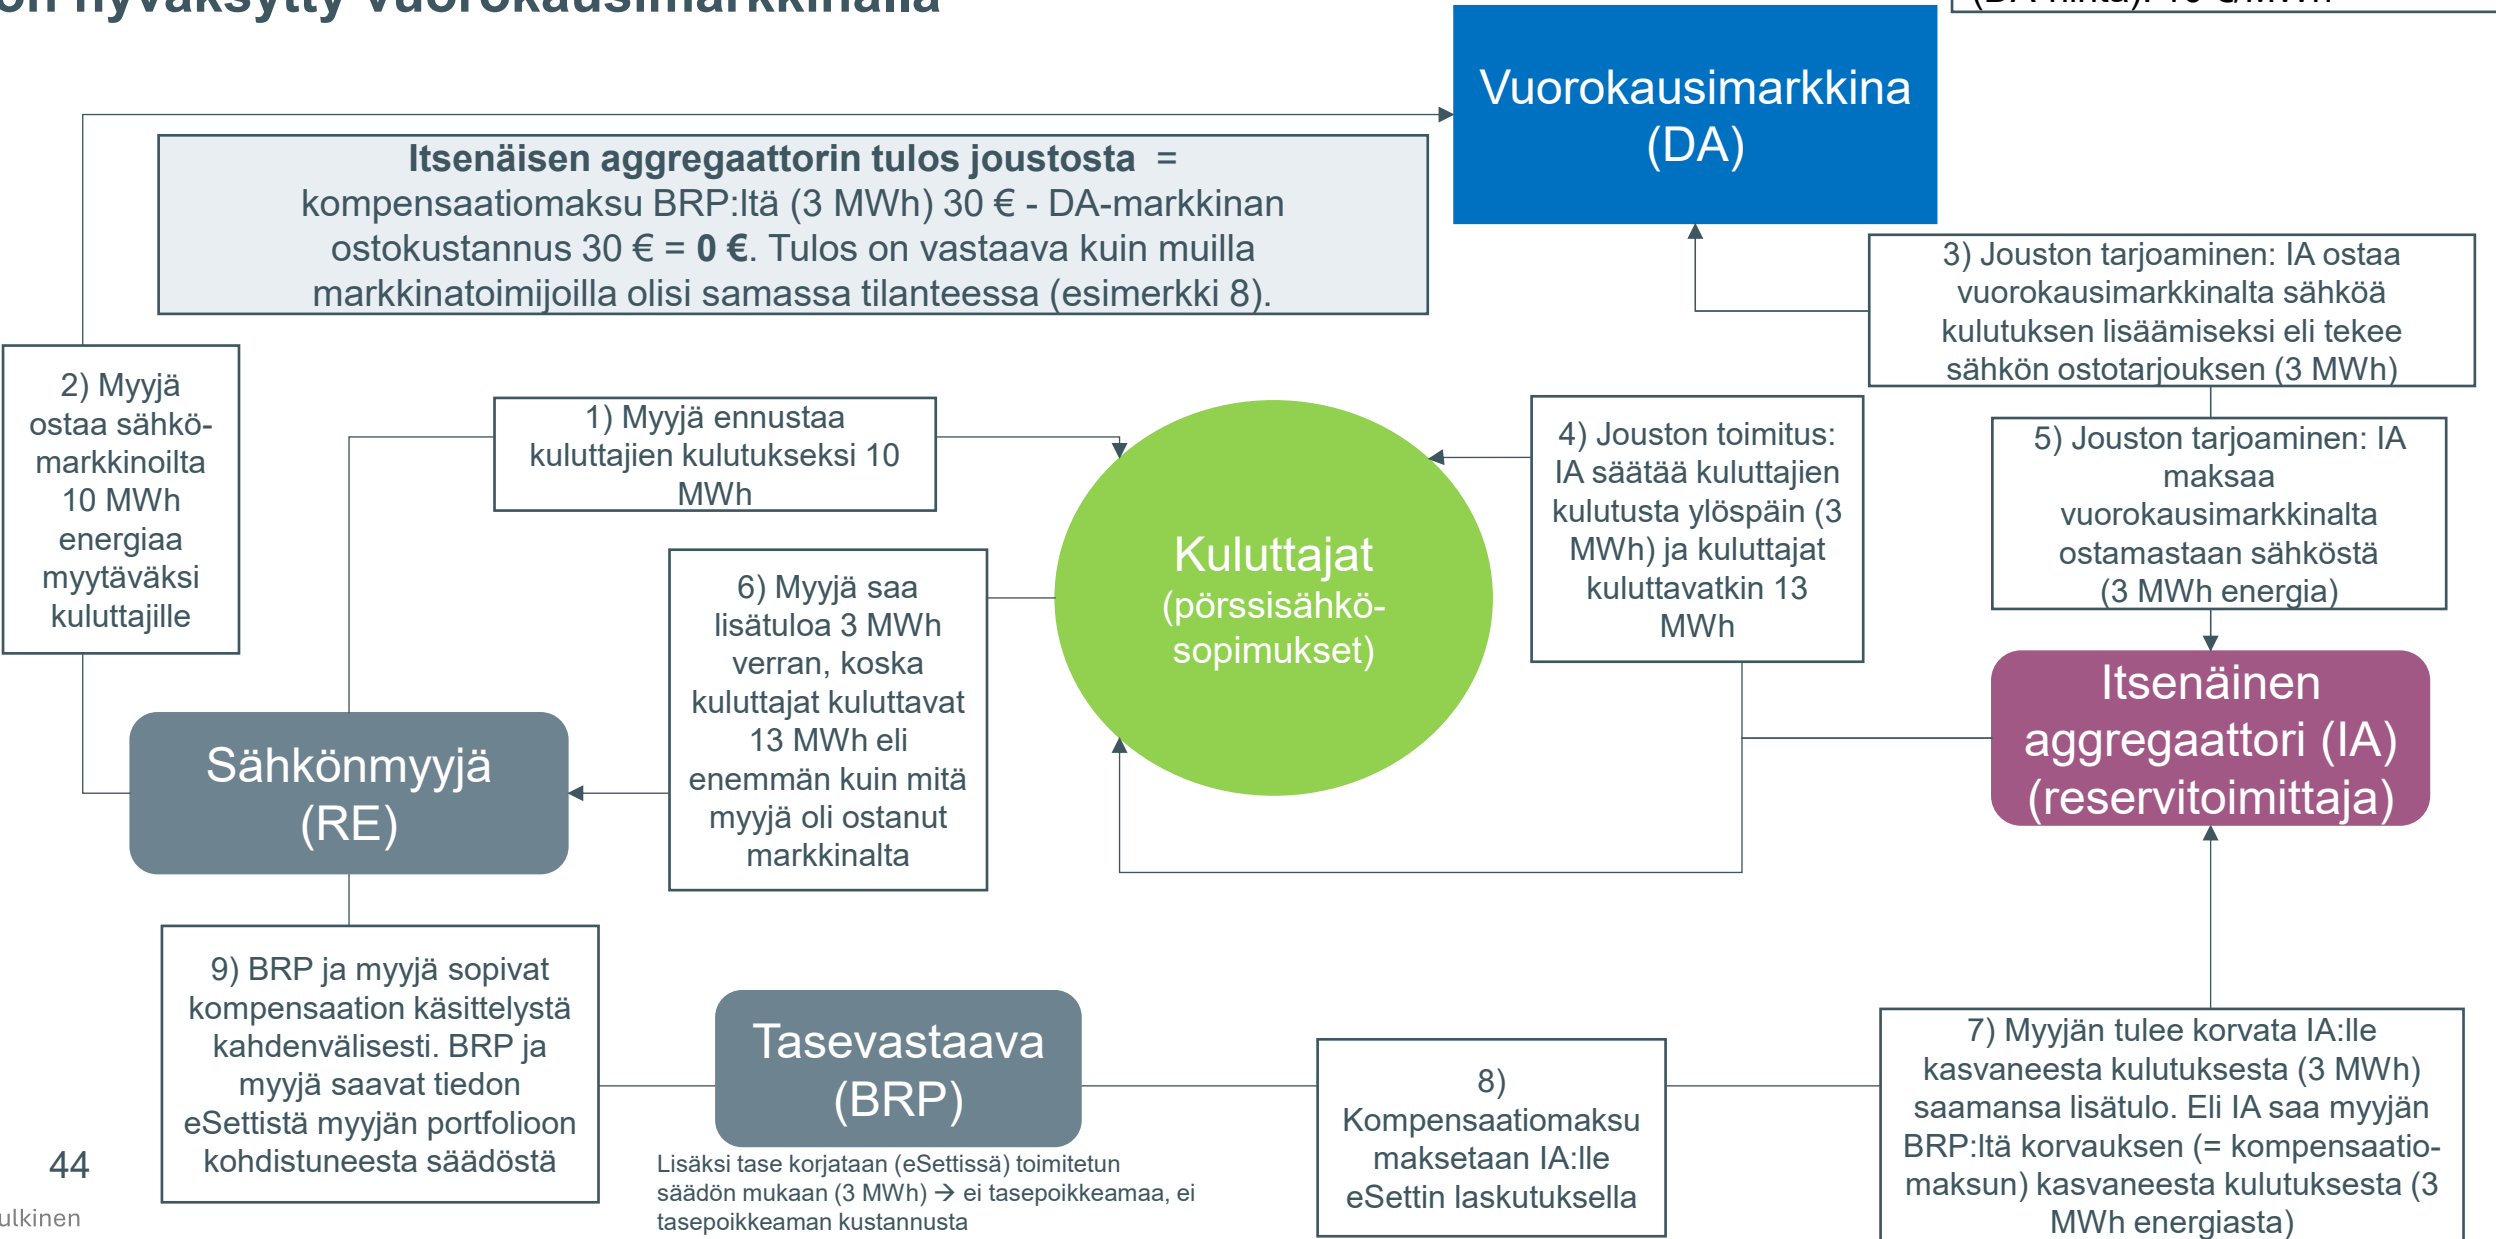 on hyväksytty vuorokausimarkkinalla
(DA-hinta): 10 €/MWh
Vuorokausimarkkina
(DA)
Itsenäisen aggregaattorin tulos joustosta =
kompensaatiomaksu BRP:ltä (3 MWh) 30 € - DA-markkinan
ostokustannus 30 € = 0 €. Tulos on vastaava kuin muilla
markkinatoimijoilla olisi samassa tilanteessa (esimerkki 8).
3) Jouston tarjoaminen: IA ostaa
vuorokausimarkkinalta sähköä
kulutuksen lisäämiseksi eli tekee
sähkön ostotarjouksen (3 MWh)
2) Myyjä
ostaa sähkö-
markkinoilta
10 MWh
energiaa
myytäväksi
kuluttajille
1) Myyjä ennustaa
kuluttajien kulutukseksi 10
MWh
4) Jouston toimitus:
IA säätää kuluttajien
kulutusta ylöspäin (3
MWh) ja kuluttajat
kuluttavatkin 13
MWh
5) Jouston tarjoaminen: IA
maksaa
vuorokausimarkkinalta
ostamastaan sähköstä
(3 MWh energia)
Kuluttajat
(pörssisähkö-
sopimukset)
6) Myyjä saa
lisätuloa 3 MWh
verran, koska
kuluttajat kuluttavat
13 MWh eli
enemmän kuin mitä
myyjä oli ostanut
markkinalta
Sähkönmyyjä
(RE)
Itsenäinen
aggregaattori (IA)
(reservitoimittaja)
9) BRP ja myyjä sopivat
kompensaation käsittelystä
kahdenvälisesti. BRP ja
myyjä saavat tiedon
eSettistä myyjän portfolioon
kohdistuneesta säädöstä
Tasevastaava
(BRP)
Lisäksi tase korjataan (eSettissä) toimitetun
säädön mukaan (3 MWh) → ei tasepoikkeamaa, ei
tasepoikkeaman kustannusta
8)
Kompensaatiomaksu
maksetaan IA:lle
eSettin laskutuksella
7) Myyjän tulee korvata IA:lle
kasvaneesta kulutuksesta (3 MWh)
saamansa lisätulo. Eli IA saa myyjän
BRP:ltä korvauksen (= kompensaatio-
maksun) kasvaneesta kulutuksesta (3
MWh energiasta)
44
ulkinen